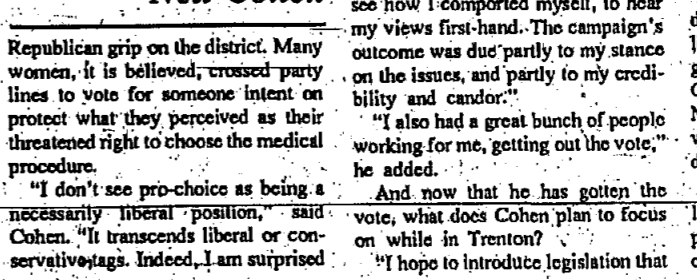 Republican grip on the district. Many
women, it is believed, crossed party
lines to vote for someone intent on
protect what they perceived as their
threatened right to choose the medical
procedure.
"I don't see pro-choice as being a
necessarily liberal position," said
Cohen. "It transcends liberal or con-
servative tags. Indeed, I am surprised
see how I comported myself, to hear
my views first-hand. The campaign's
outcome was due partly to my stance
on the issues, and partly to my credi-
bility and candor."
"I also had a great bunch of people
working for me, getting out the vote,"
he added.
And now that he has gotten the
vote, what does Cohen plan to focus
on while in Trenton?
"I hope to introduce legislation that